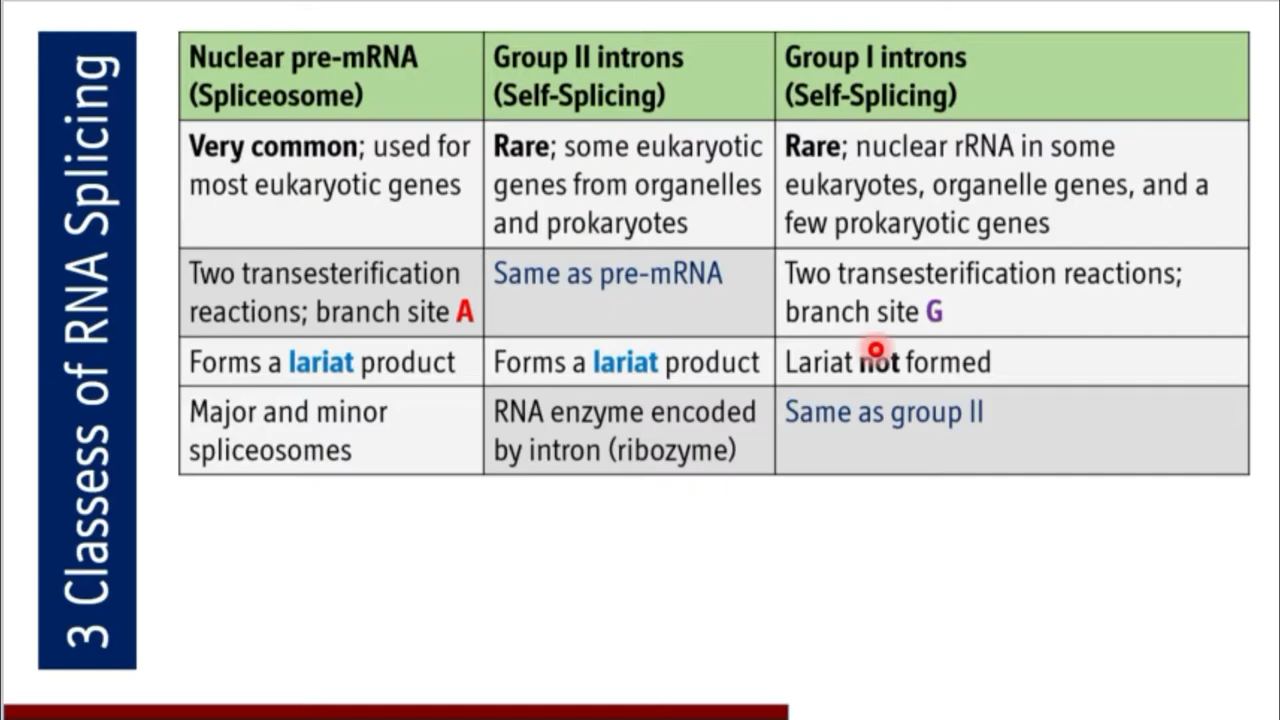 3 Classess of RNA Splicing
Nuclear pre-mRNA
(Spliceosome)
Group II introns
(Self-Splicing)
Group I introns
(Self-Splicing)
Very common; used for
most eukaryotic genes
Rare; some eukaryotic
genes from organelles
and prokaryotes
Rare; nuclear rRNA in some
eukaryotes, organelle genes, and a
few prokaryotic genes
Two transesterification
reactions; branch site A
Same as pre-mRNA
Two transesterification reactions;
branch site G
Forms a lariat product
Forms a lariat product
Lariat not formed
Major and minor
spliceosomes
RNA enzyme encoded
by intron (ribozyme)
Same as group II